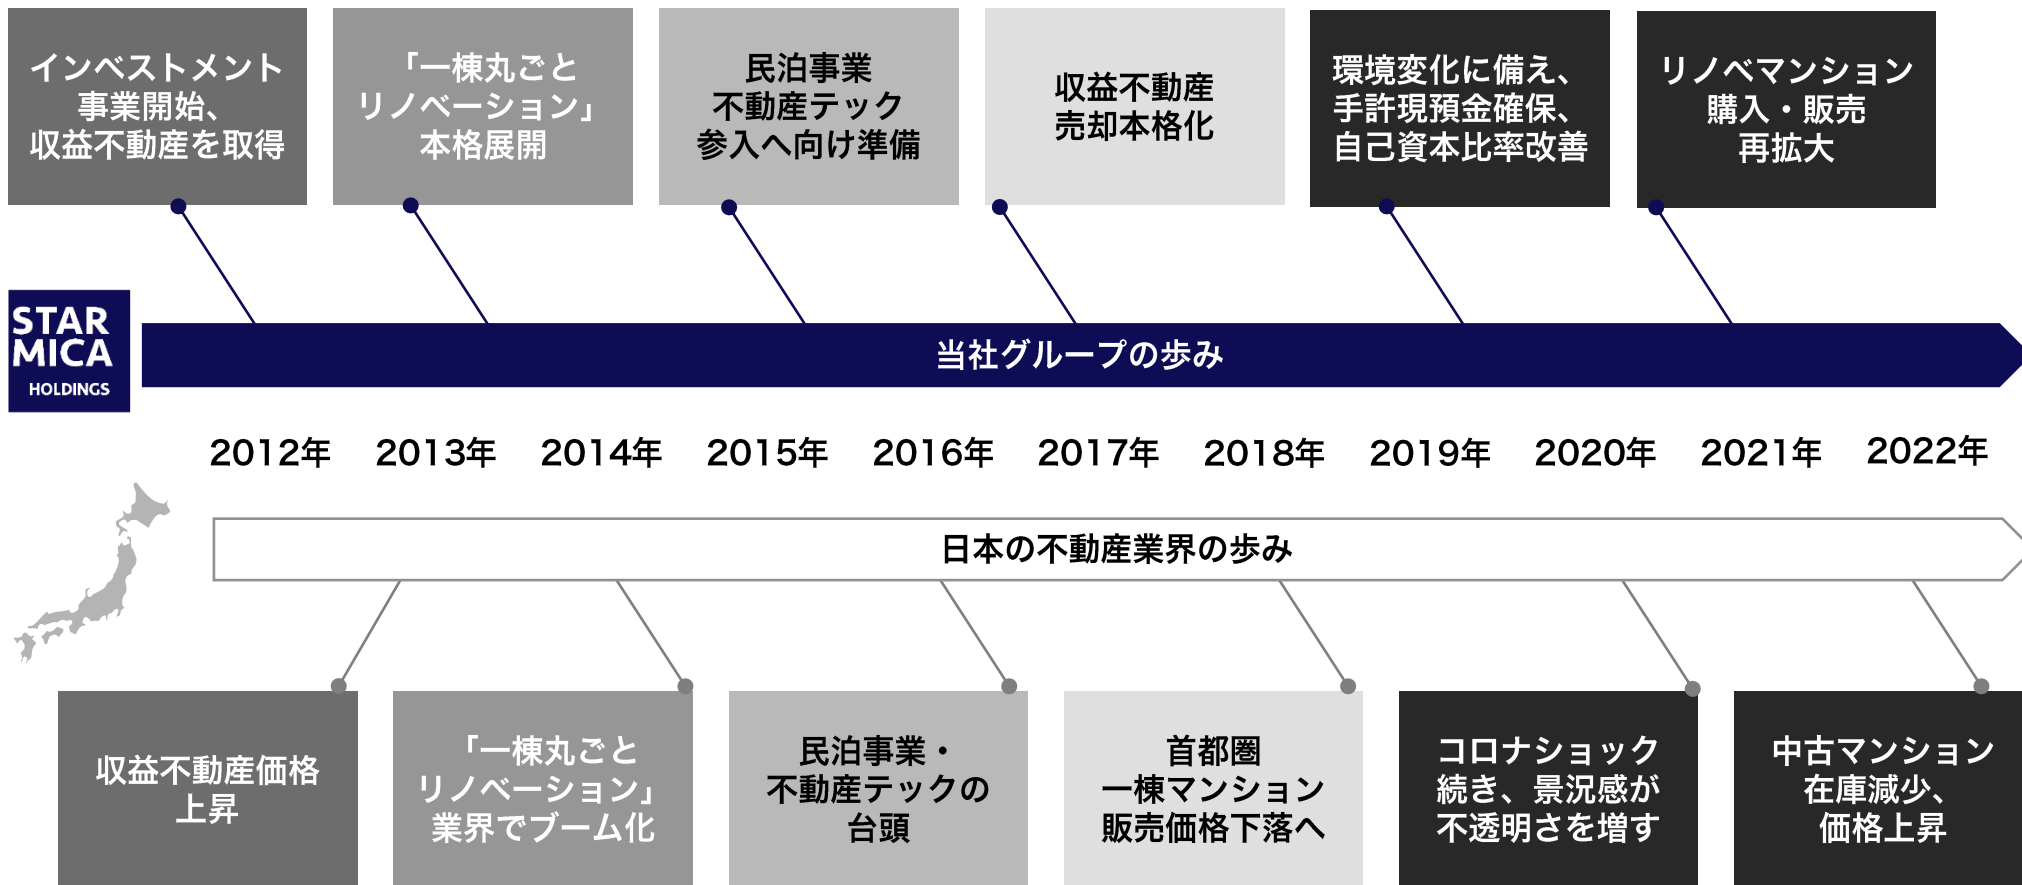 インベストメント
事業開始、
収益不動産を取得
「一棟丸ごと
リノベーション」
本格展開
民泊事業
不動産テック
参入へ向け準備
収益不動産
売却本格化
環境変化に備え、
手許現預金確保、
自己資本比率改善
リノベマンション
購入・販売
再拡大
STAR
MICA
HOLDINGS
当社グループの歩み
2012年 2013年 2014年 2015年 2016年 2017年 2018年 2019年 2020年 2021年 2022年
日本の不動産業界の歩み
収益不動産価格
上昇
「一棟丸ごと
リノベーション」
業界でブーム化
民泊事業・
不動産テックの
台頭
首都圏
一棟マンション
販売価格下落へ
コロナショック
続き、景況感が
不透明さを増す
中古マンション
在庫減少、
価格上昇